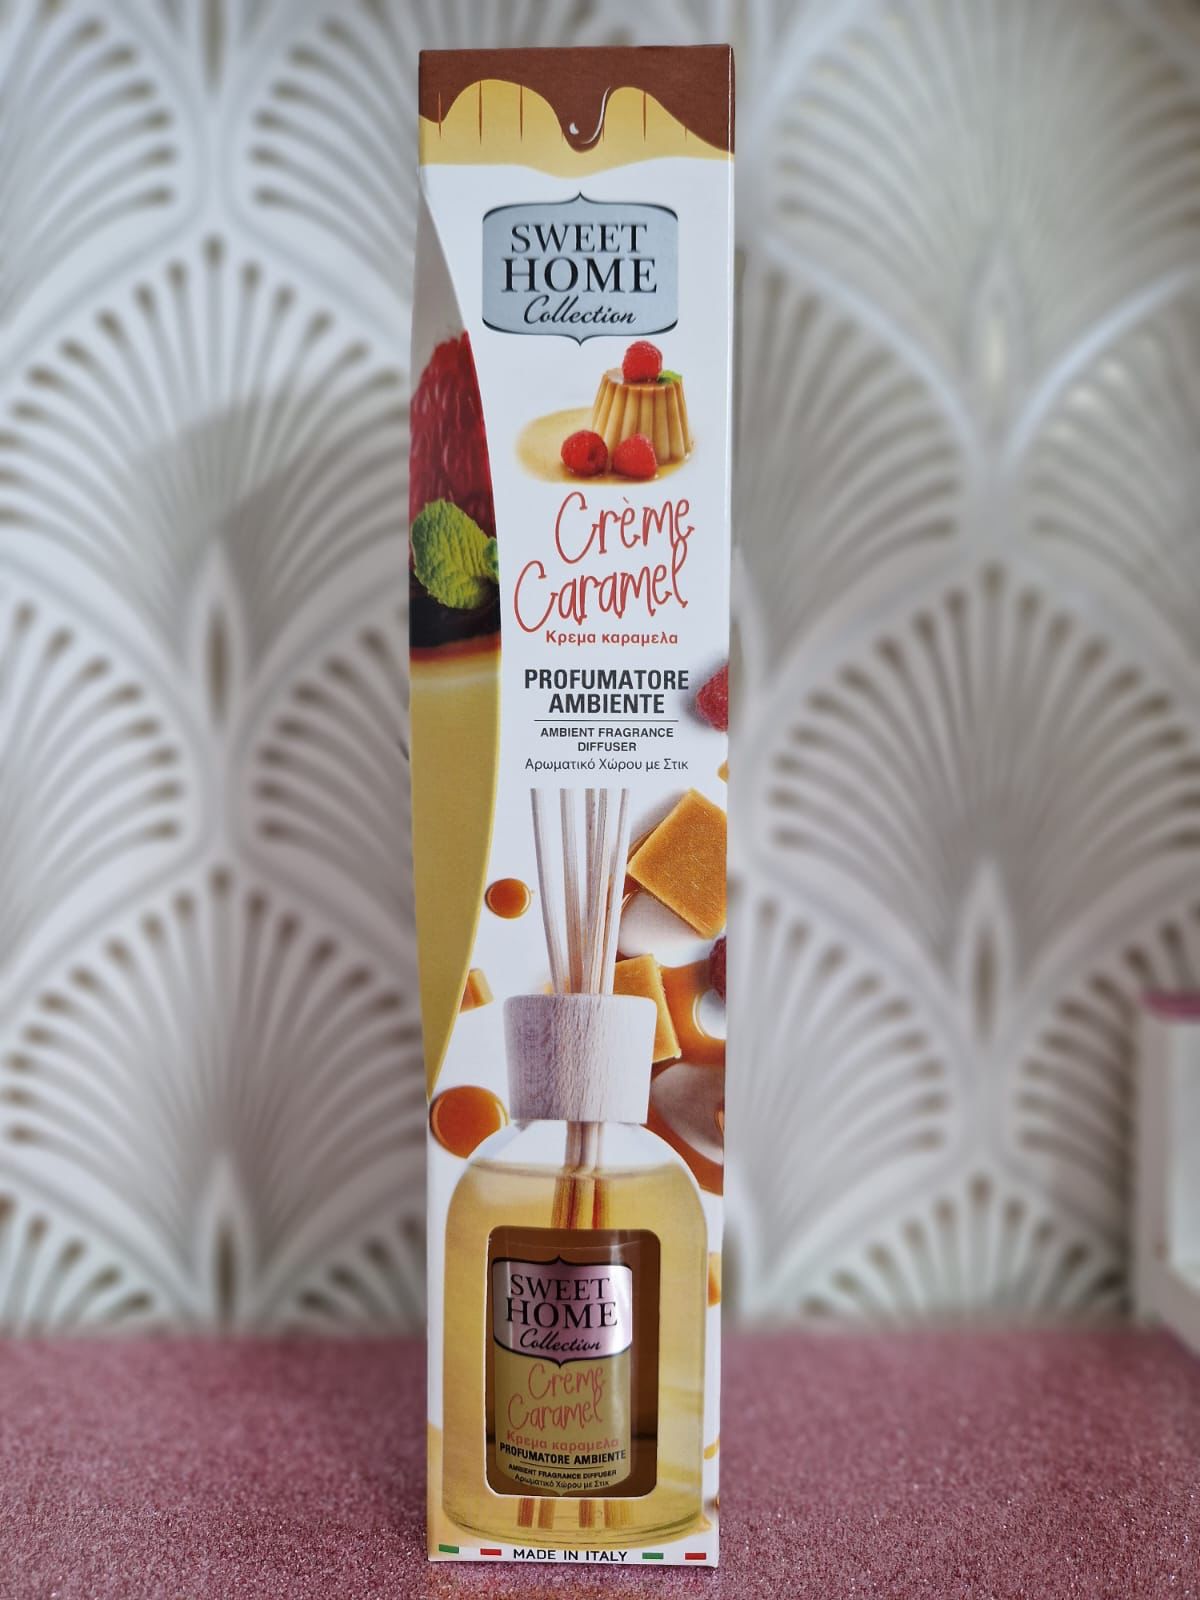 SWEET
HOME
Collection
Crème
Caramel
Κρεμα καραμελα
PROFUMATORE
AMBIENTE
AMBIENT FRAGRANCE
DIFFUSER
Αρωματικό Χώρου με Στικ
SWEET
HOME
Collection
Crème
Caramel
Κρεμα καραμελα
PROFUMATORE AMBIENTE
AMBIENT FRAGRANCE DIFFUSER
Αρωματικό Χώρου με Στικ
MADE IN ITALY